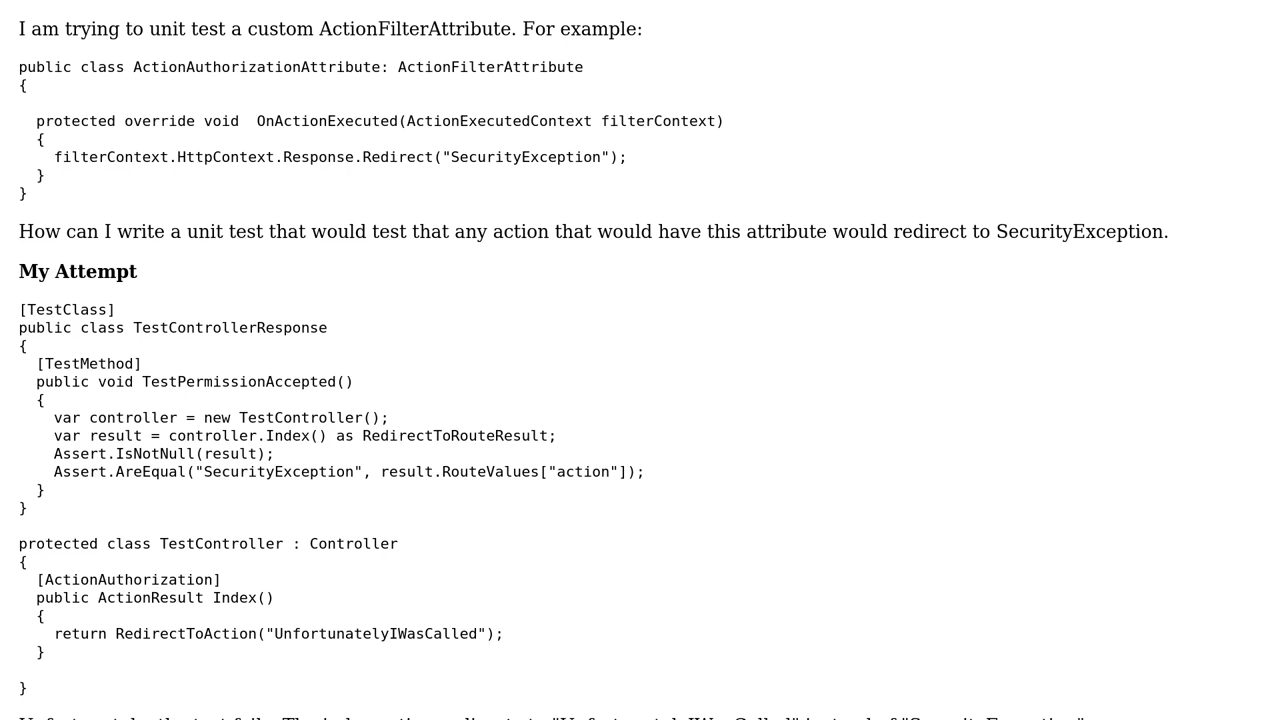 I am trying to unit test a custom ActionFilterAttribute. For example:
public class ActionAuthorizationAttribute: ActionFilterAttribute
{
  protected override void  OnActionExecuted(ActionExecutedContext filterContext)
  {
    filterContext.HttpContext.Response.Redirect("SecurityException");
  }
}
How can I write a unit test that would test that any action that would have this attribute would redirect to SecurityException.
My Attempt
[TestClass]
public class TestControllerResponse
{
  [TestMethod]
  public void TestPermissionAccepted()
  {
    var controller = new TestController();
    var result = controller.Index() as RedirectToRouteResult;
    Assert.IsNotNull(result);
    Assert.AreEqual("SecurityException", result.RouteValues["action"]);
  }
}
protected class TestController : Controller
{
  [ActionAuthorization]
  public ActionResult Index()
  {
    return RedirectToAction("UnfortunatelyIWasCalled");
  }
}